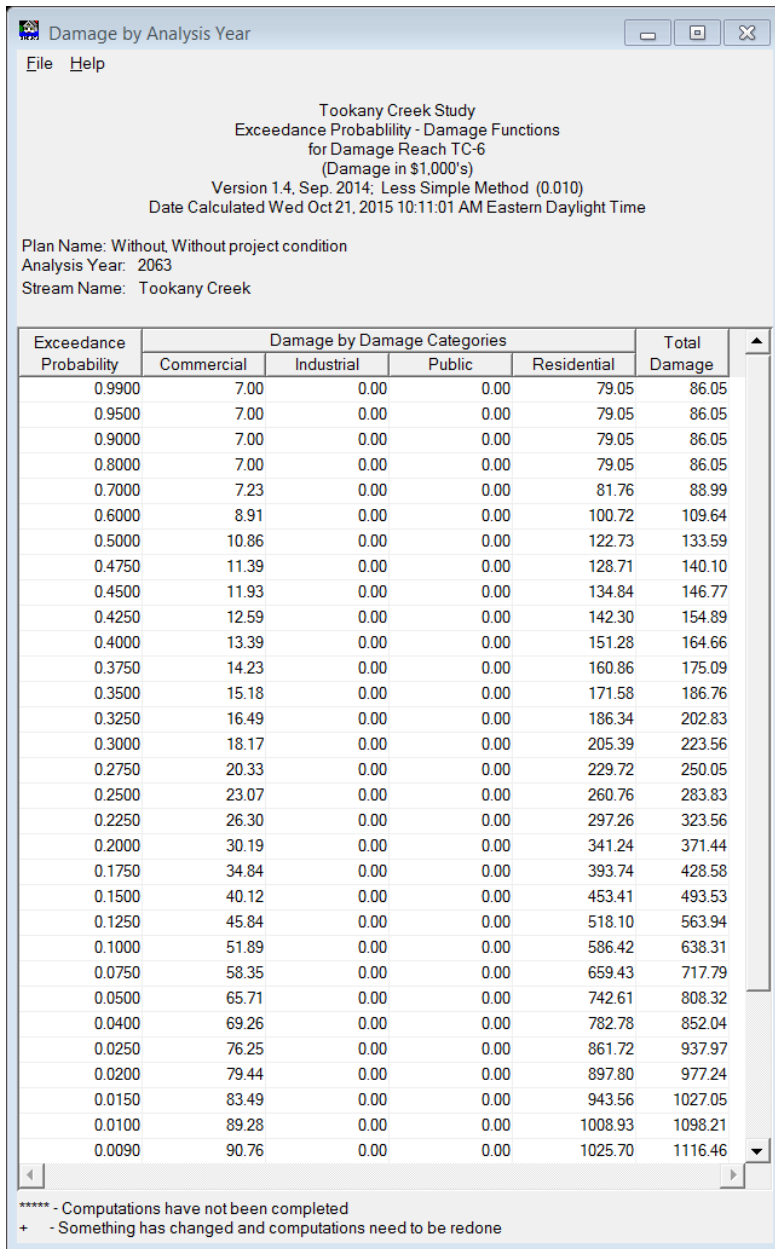 Damage by Analysis Year
File Help
Tookany Creek Study
Exceedance Probablility - Damage Functions
for Damage Reach TC-6
(Damage in $1,000's)
Version 1.4, Sep. 2014; Less Simple Method (0.010)
Date Calculated Wed Oct 21, 2015 10:11:01 AM Eastern Daylight Time
Plan Name: Without, Without project condition
Analysis Year: 2063
Stream Name: Tookany Creek
Exceedance Damage by Damage Categories Total
Probability Commercial Industrial Public Residential Damage
0.9900 7.00 0.00 0.00 79.05 86.05
0.9500 7.00 0.00 0.00 79.05 86.05
0.9000 7.00 0.00 0.00 79.05 86.05
0.8000 7.00 0.00 0.00 79.05 86.05
0.7000 7.23 0.00 0.00 81.76 88.99
0.6000 8.91 0.00 0.00 100.72 109.64
0.5000 10.86 0.00 0.00 122.73 133.59
0.4750 11.39 0.00 0.00 128.71 140.10
0.4500 11.93 0.00 0.00 134.84 146.77
0.4250 12.59 0.00 0.00 142.30 154.89
0.4000 13.39 0.00 0.00 151.28 164.66
0.3750 14.23 0.00 0.00 160.86 175.09
0.3500 15.18 0.00 0.00 171.58 186.76
0.3250 16.49 0.00 0.00 186.34 202.83
0.3000 18.17 0.00 0.00 205.39 223.56
0.2750 20.33 0.00 0.00 229.72 250.05
0.2500 23.07 0.00 0.00 260.76 283.83
0.2250 26.30 0.00 0.00 297.26 323.56
0.2000 30.19 0.00 0.00 341.24 371.44
0.1750 34.84 0.00 0.00 393.74 428.58
0.1500 40.12 0.00 0.00 453.41 493.53
0.1250 45.84 0.00 0.00 518.10 563.94
0.1000 51.89 0.00 0.00 586.42 638.31
0.0750 58.35 0.00 0.00 659.43 717.79
0.0500 65.71 0.00 0.00 742.61 808.32
0.0400 69.26 0.00 0.00 782.78 852.04
0.0250 76.25 0.00 0.00 861.72 937.97
0.0200 79.44 0.00 0.00 897.80 977.24
0.0150 83.49 0.00 0.00 943.56 1027.05
0.0100 89.28 0.00 0.00 1008.93 1098.21
0.0090 90.76 0.00 0.00 1025.70 1116.46
***** - Computations have not been completed
+ - Something has changed and computations need to be redone